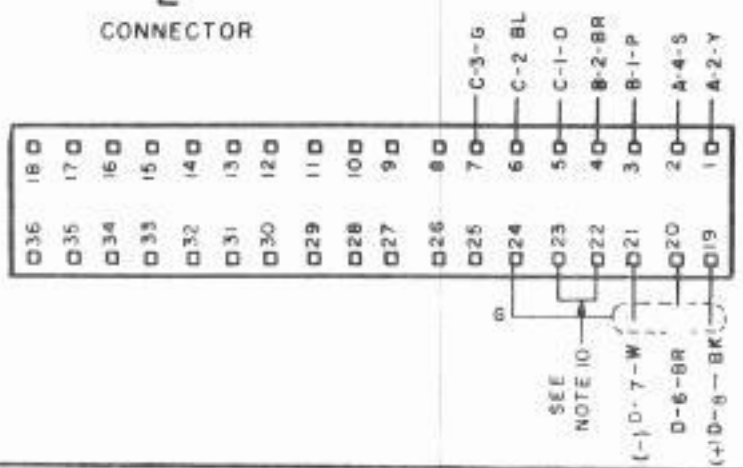 CONNECTOR
C-3-G
C-2 BL
C-1-O
B-2-BR
B-1-P
A-4-S
A-2-Y
18 17 16 15 14 13 12 11 10 9 8 7 6 5 4 3 2 1
36 35 34 33 32 31 30 29 28 27 26 25 24 23 22 21 20 19
SEE
NOTE 10
(-) D-7-W
D-6-BR
(+) D-8-BK